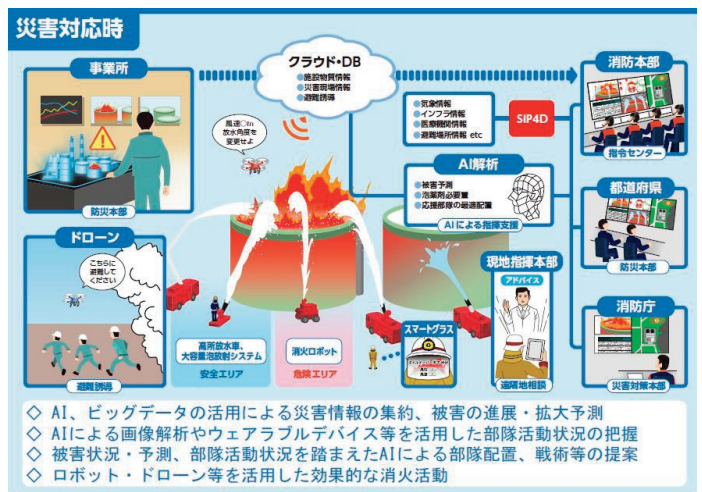 災害対応時
事業所
防災本部
クラウド・DB
●施設物質情報
●災害現場情報
●避難誘導
風速○m
放水角度を
変更せよ
●気象情報
●インフラ情報
●医療機関情報
●避難場所情報 etc
SIP4D
消防本部
指令センター
AI解析
●被害予測
●泡薬剤必要量
●応援部隊の最適配置
AIによる指揮支援
都道府県
防災本部
ドローン
こちらに
避難して
ください
避難誘導
高所放水車、
大容量泡放射システム
安全エリア
消火ロボット
危険エリア
スマートグラス
現地指揮本部
アドバイス
遠隔地相談
消防庁
災害対策本部
◇ AI、ビッグデータの活用による災害情報の集約、被害の進展・拡大予測
◇ AIによる画像解析やウェアラブルデバイス等を活用した部隊活動状況の把握
◇ 被害状況・予測、部隊活動状況を踏まえたAIによる部隊配置、戦術等の提案
◇ ロボット・ドローン等を活用した効果的な消火活動